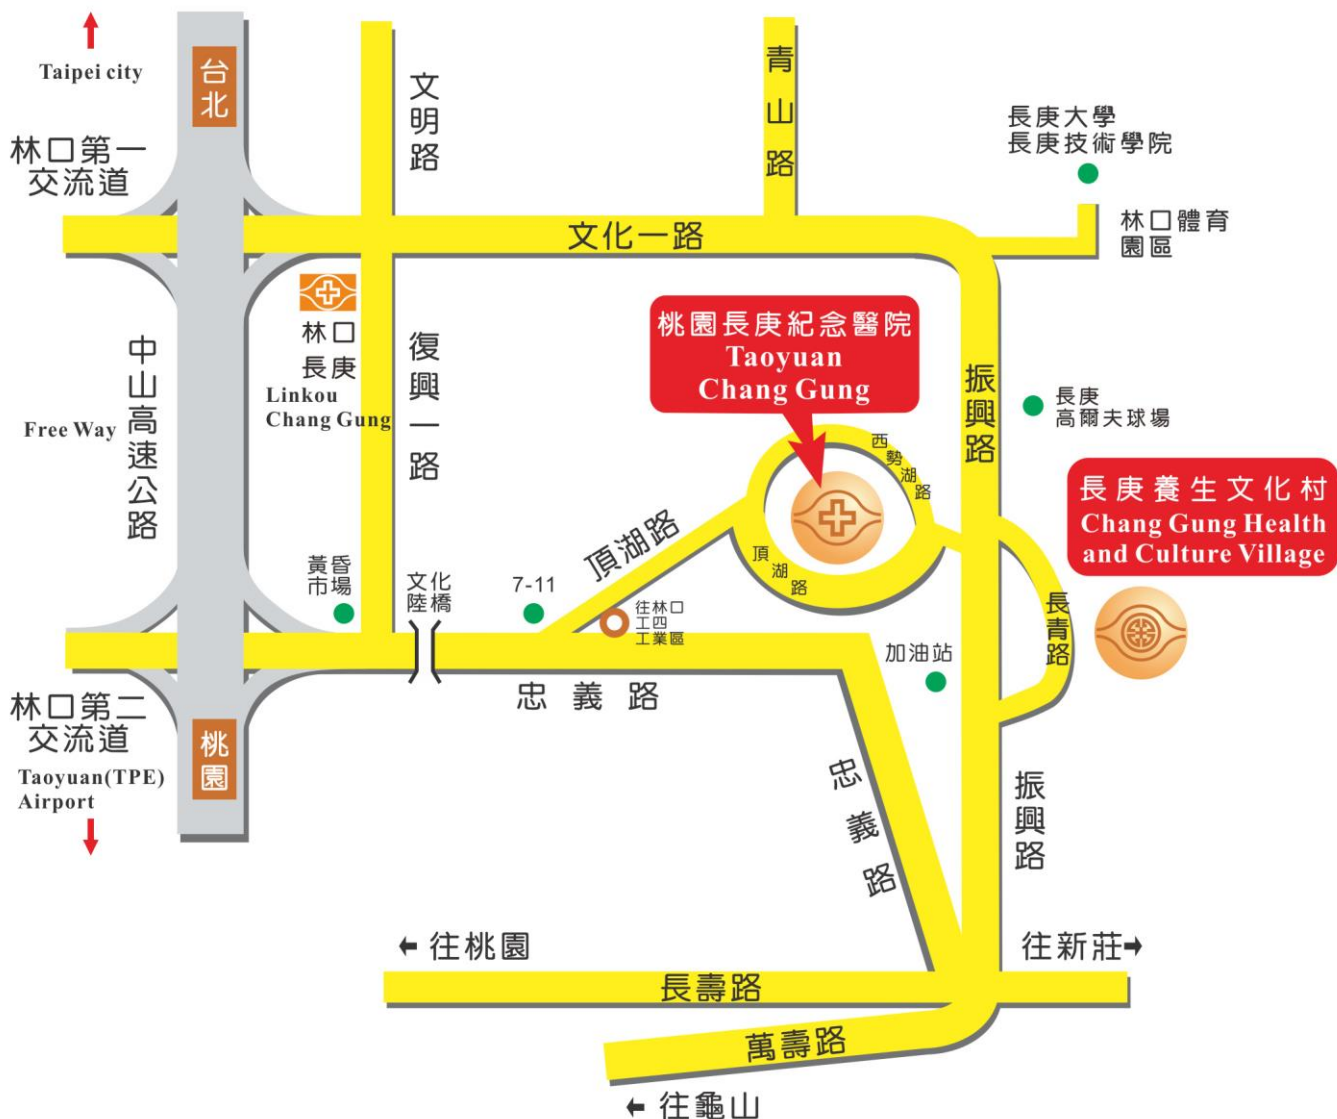 Taipei city
台北
林口第一
交流道
文明路
青山路
長庚大學
長庚技術學院
林口體育
園區
文化一路
林口
長庚
Linkou
Chang Gung
復興一路
中山高速公路
Free Way
桃園長庚紀念醫院
Taoyuan
Chang Gung
振興路
長庚
高爾夫球場
西勢湖路
頂湖路
頂湖路
長庚養生文化村
Chang Gung Health
and Culture Village
長青路
黃昏
市場
文化
陸橋
7-11
往林口
工四
工業區
加油站
忠義路
林口第二
交流道
桃園
Taoyuan(TPE)
Airport
忠義路
振興路
往桃園
往新莊
長壽路
萬壽路
往龜山